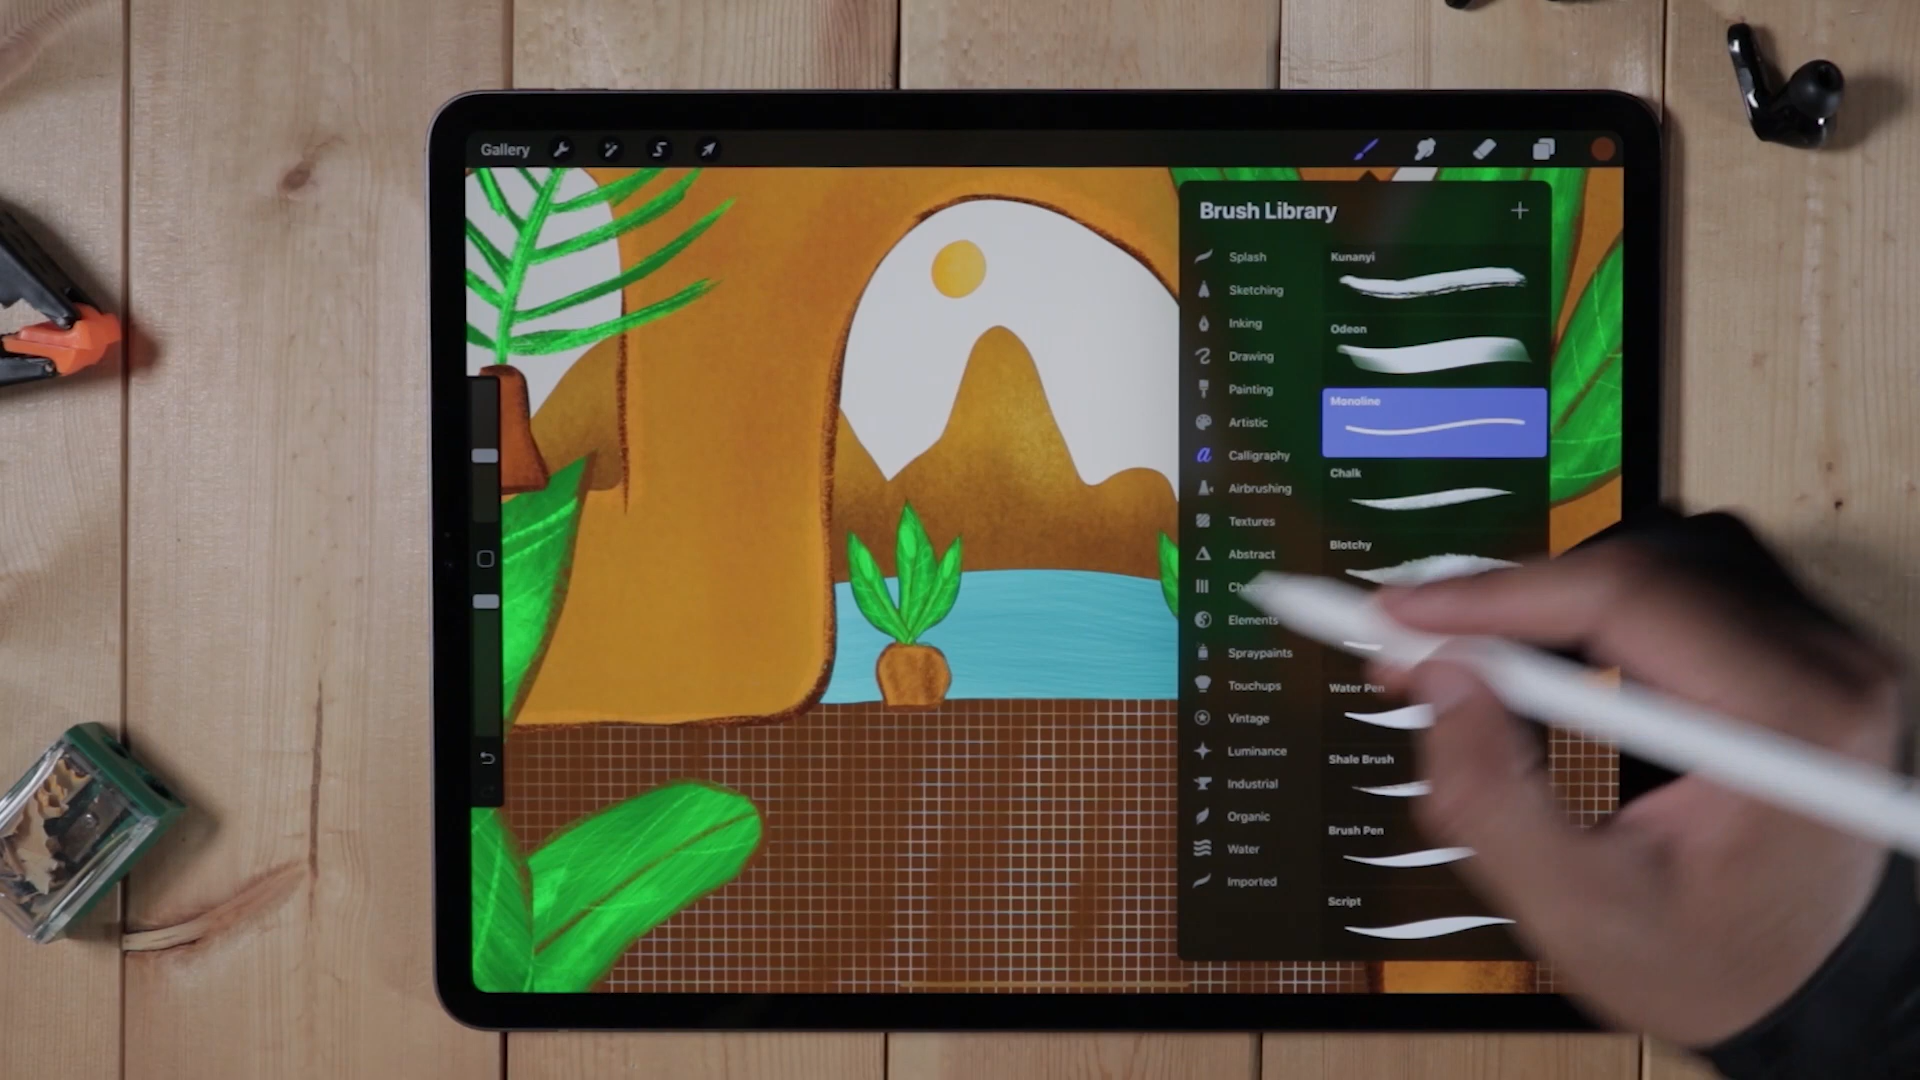 Gallery
Brush Library
Splash
Sketching
Inking
Drawing
Painting
Artistic
Calligraphy
Airbrushing
Textures
Abstract
Elements
Spraypaints
Touchups
Vintage
Luminance
Industrial
Organic
Water
Imported
Kunanyi
Odeon
Monoline
Chalk
Blotchy
Water Pen
Shale Brush
Brush Pen
Script